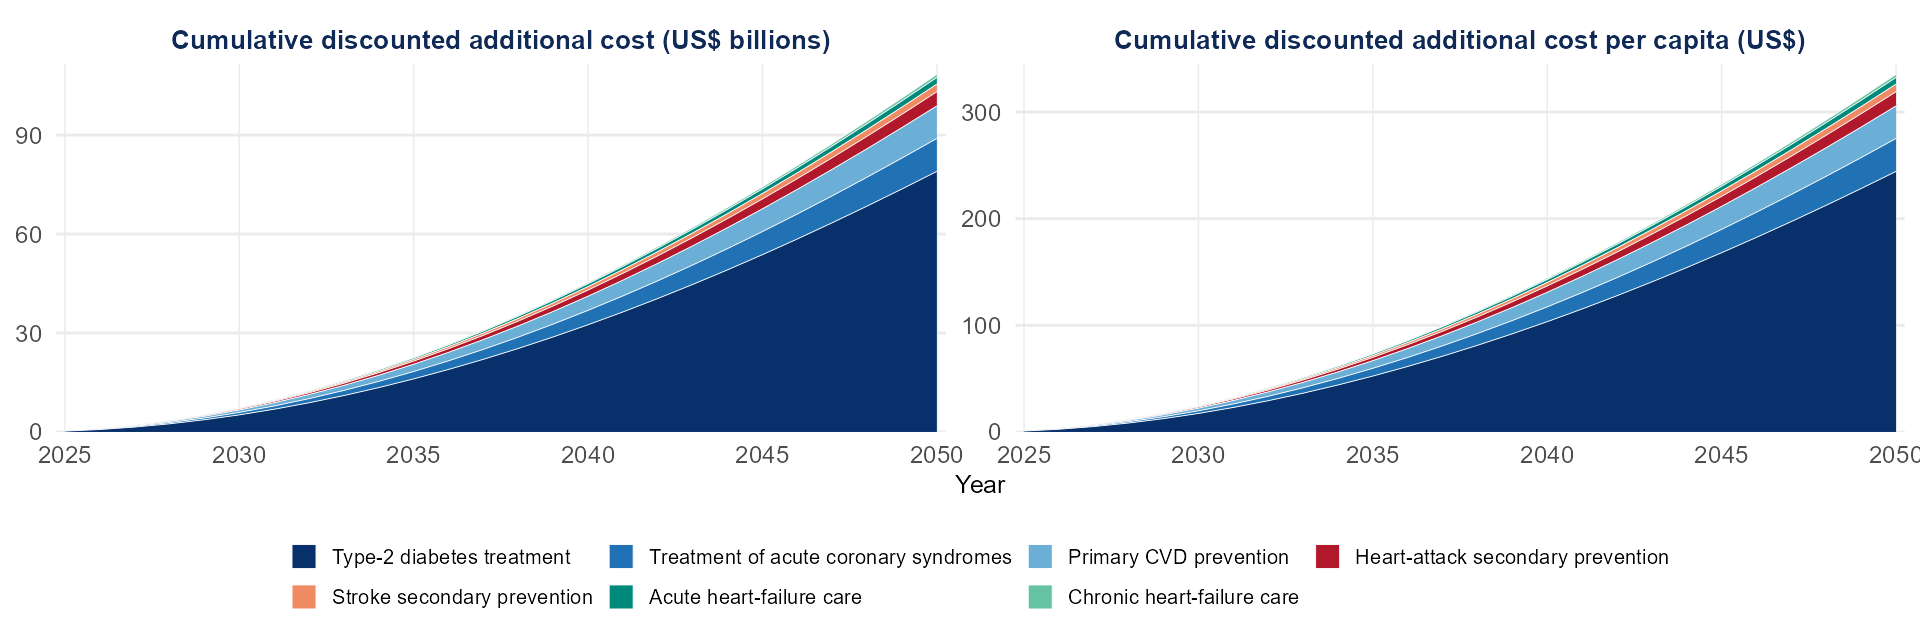 Cumulative discounted additional cost (US$ billions)
Cumulative discounted additional cost per capita (US$)
90
60
30
0
2025 2030 2035 2040 2045 2050
300
200
100
0
2025 2030 2035 2040 2045 2050
Year
Type-2 diabetes treatment
Treatment of acute coronary syndromes
Primary CVD prevention
Heart-attack secondary prevention
Stroke secondary prevention
Acute heart-failure care
Chronic heart-failure care